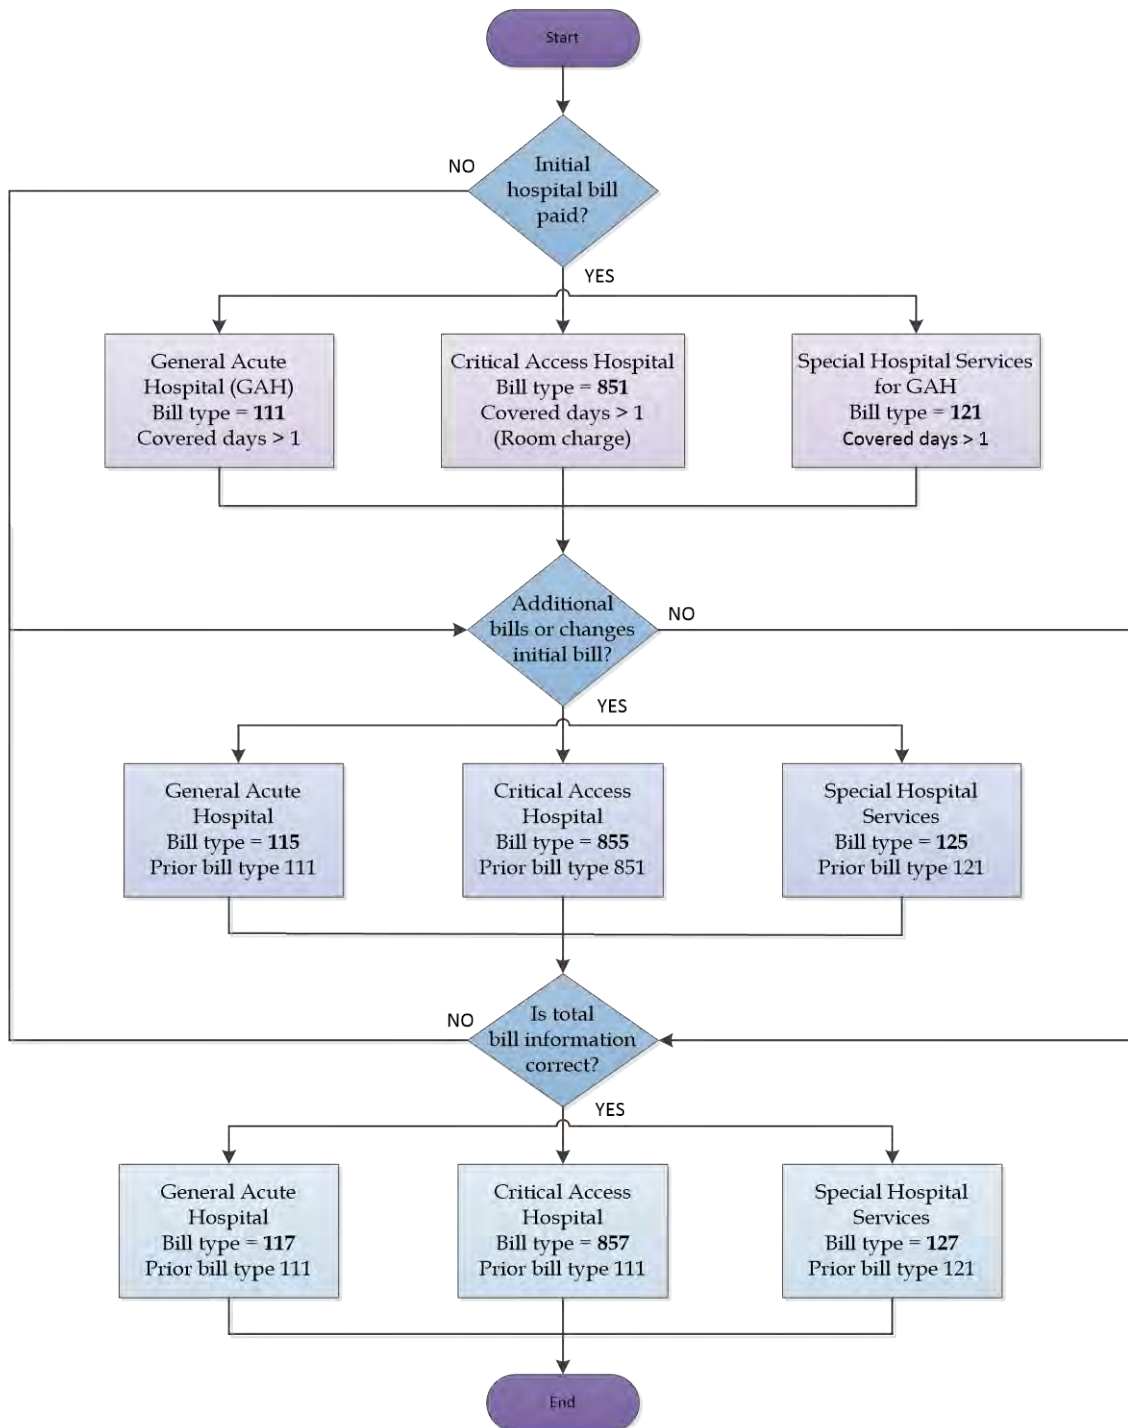 Start
Initial
hospital bill
paid?
NO
YES
General Acute
Hospital (GAH)
Bill type = 111
Covered days > 1
Critical Access Hospital
Bill type = 851
Covered days > 1
(Room charge)
Special Hospital Services
for GAH
Bill type = 121
Covered days > 1
Additional
bills or changes
initial bill?
NO
YES
General Acute
Hospital
Bill type = 115
Prior bill type 111
Critical Access
Hospital
Bill type = 855
Prior bill type 851
Special Hospital
Services
Bill type = 125
Prior bill type 121
Is total
bill information
correct?
NO
YES
General Acute
Hospital
Bill type = 117
Prior bill type 111
Critical Access
Hospital
Bill type = 857
Prior bill type 111
Special Hospital
Services
Bill type = 127
Prior bill type 121
End